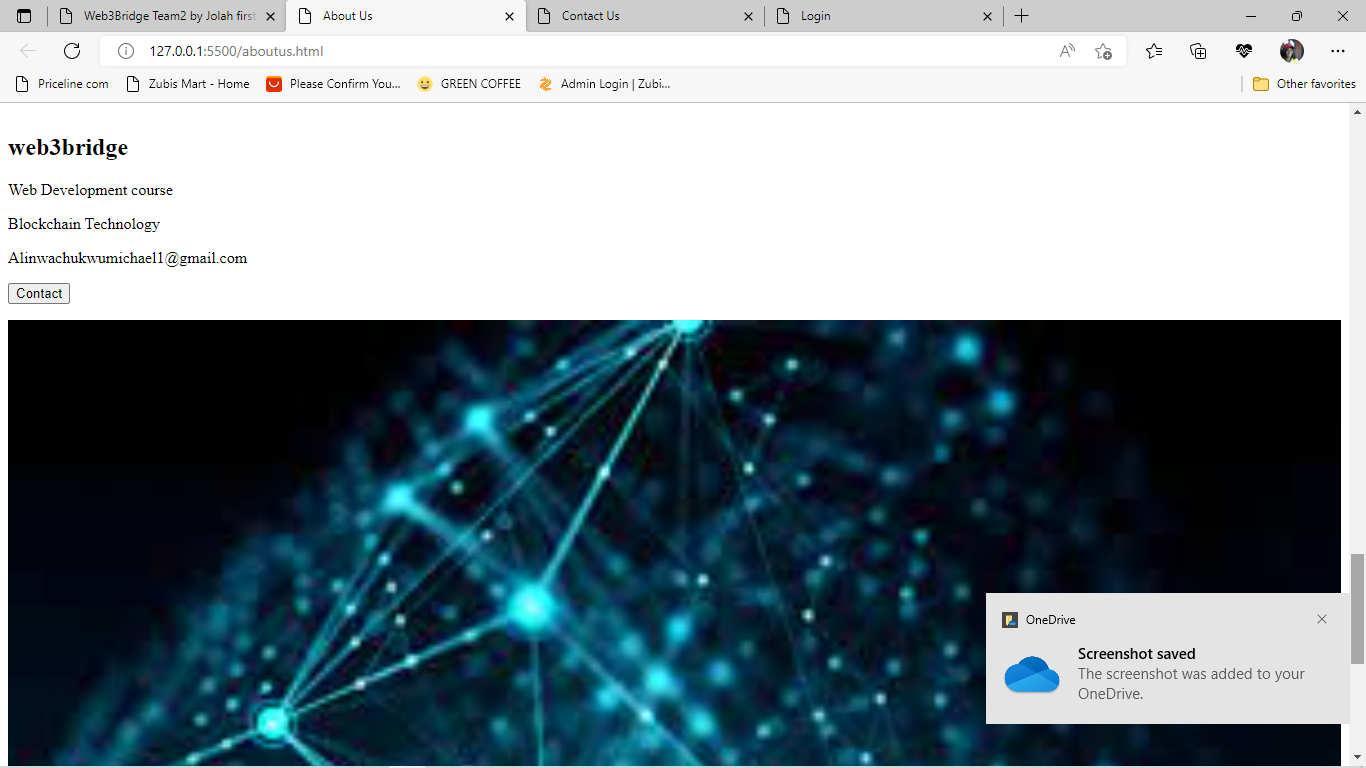 Web3Bridge Team2 by Jolah first
About Us
Contact Us
Login
127.0.0.1:5500/aboutus.html
Priceline com
Zubis Mart - Home
Please Confirm You...
GREEN COFFEE
Admin Login | Zubi...
Other favorites
web3bridge
Web Development course
Blockchain Technology
Alinwachukwumichael1@gmail.com
Contact
OneDrive
Screenshot saved
The screenshot was added to your
OneDrive.